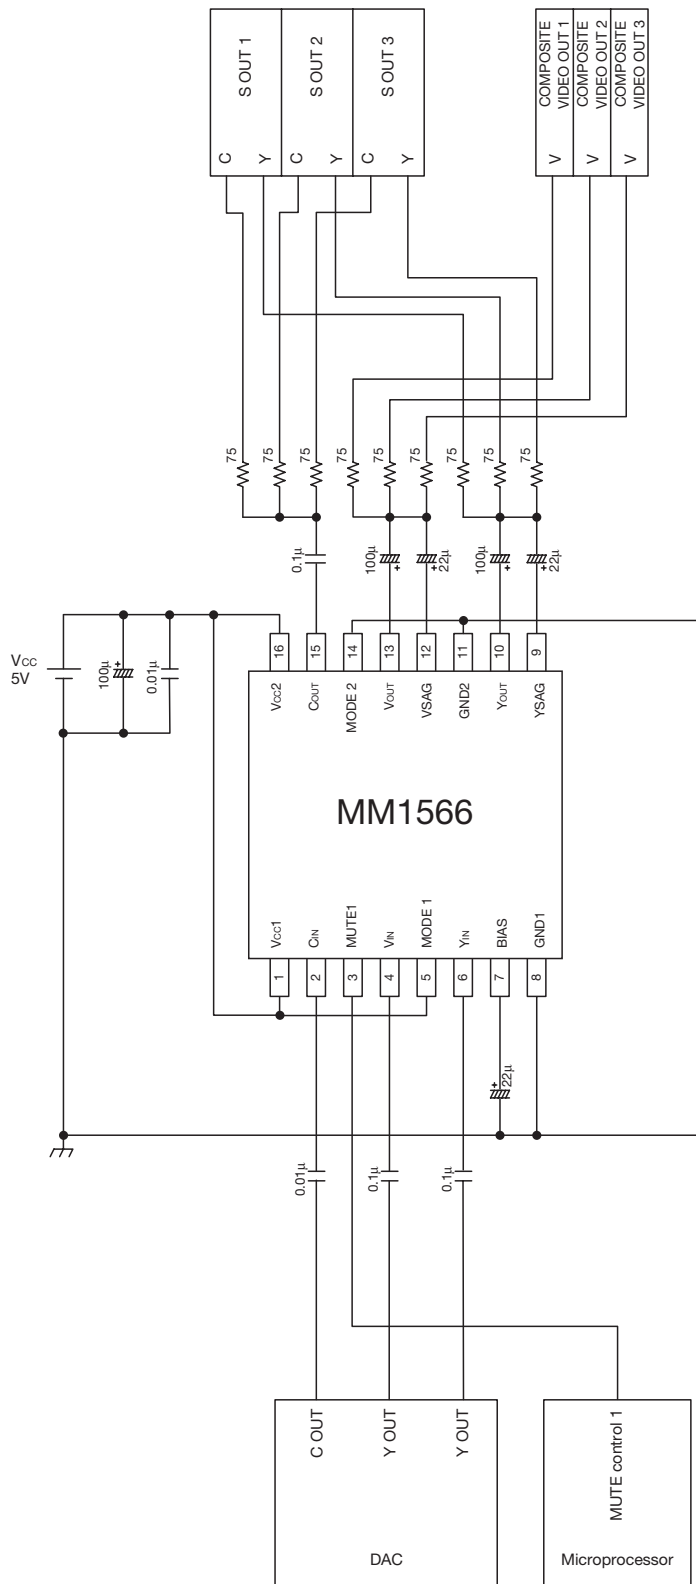 S OUT 1
S OUT 2
S OUT 3
C
Y
C
Y
C
Y
COMPOSITE
VIDEO OUT 1
COMPOSITE
VIDEO OUT 2
COMPOSITE
VIDEO OUT 3
V
V
V
75
75
75
75
75
75
75
75
75
0.1μ
100μ
+
22μ
+
100μ
+
22μ
+
Vcc
5V
100μ
+
0.01μ
16
15
14
13
12
11
10
9
Vcc2
COUT
MODE 2
VOUT
VSAG
GND2
YOUT
YSAG
MM1566
Vcc1
CIN
MUTE1
VIN
MODE 1
YIN
BIAS
GND1
1
2
3
4
5
6
7
8
+
22μ
0.01μ
0.1μ
0.1μ
C OUT
Y OUT
Y OUT
DAC
MUTE control 1
Microprocessor